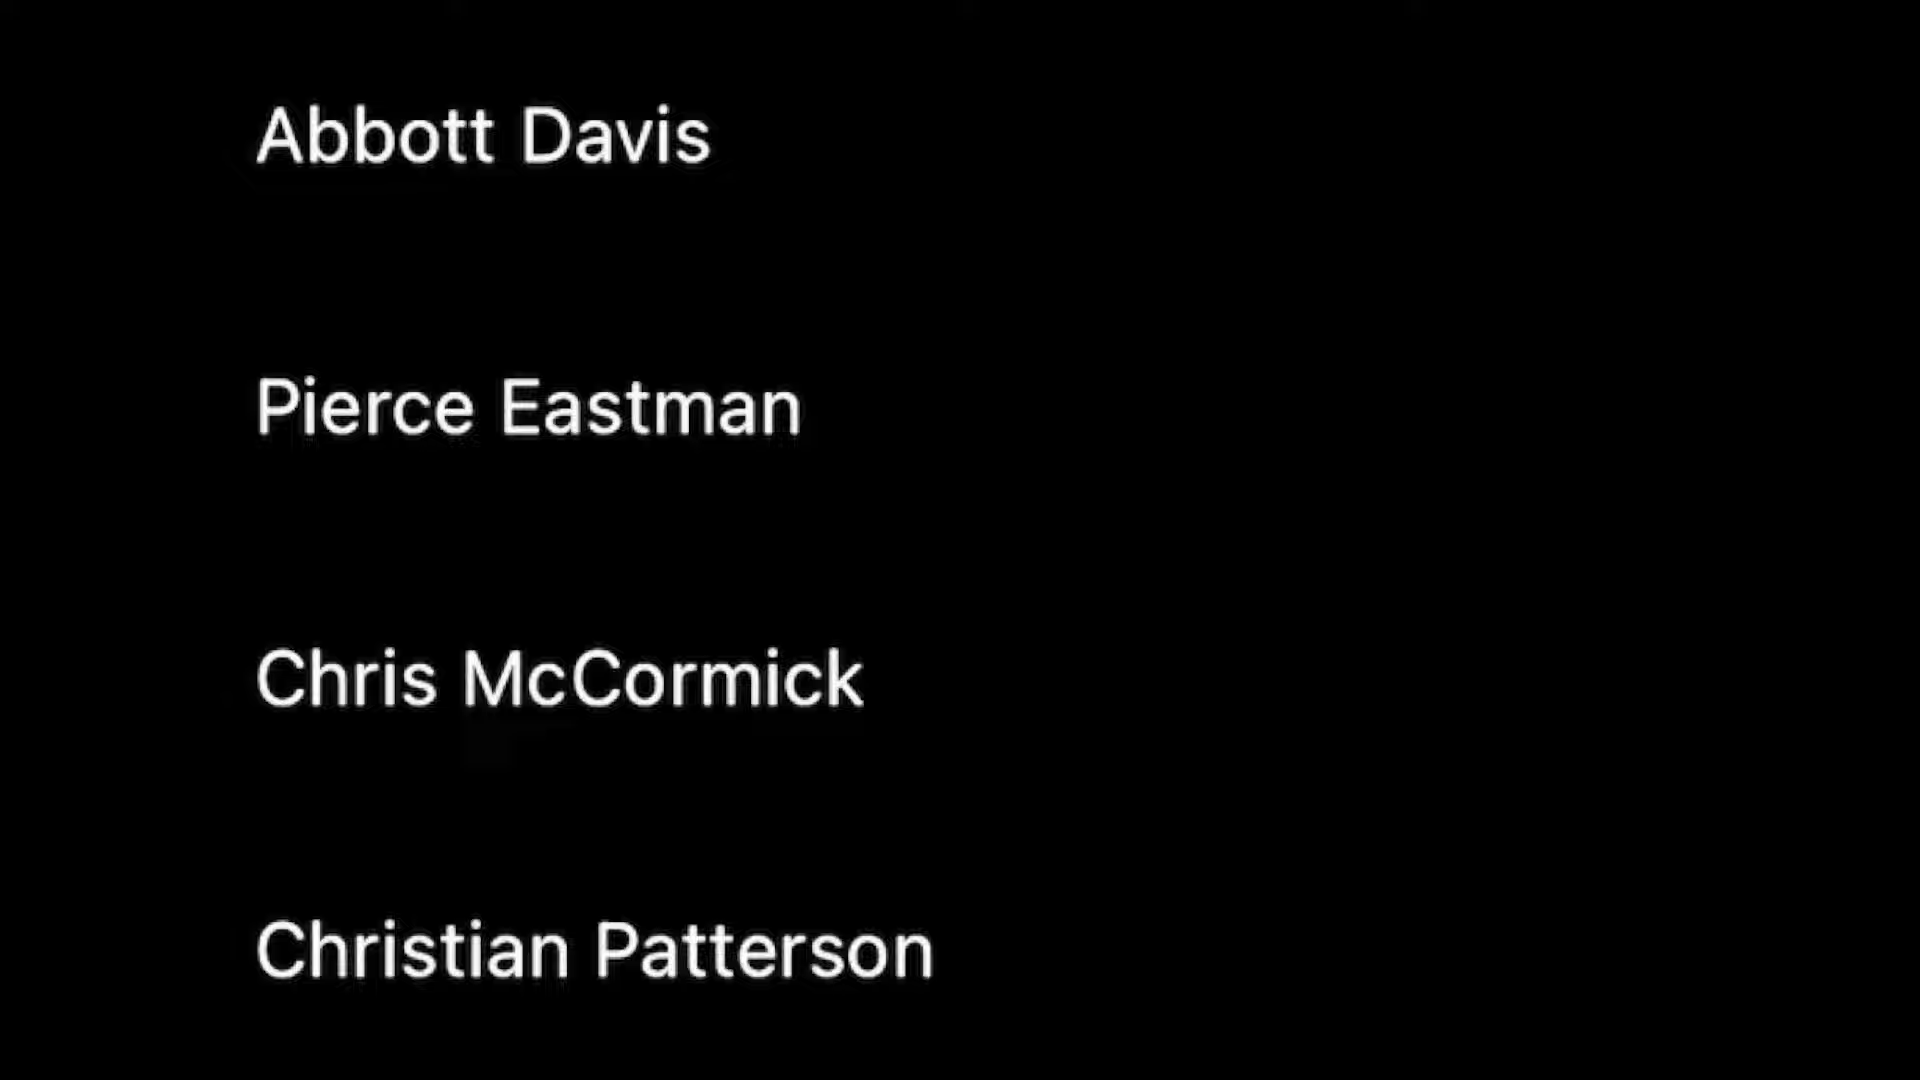 Abbott Davis
Pierce Eastman
Chris McCormick
Christian Patterson